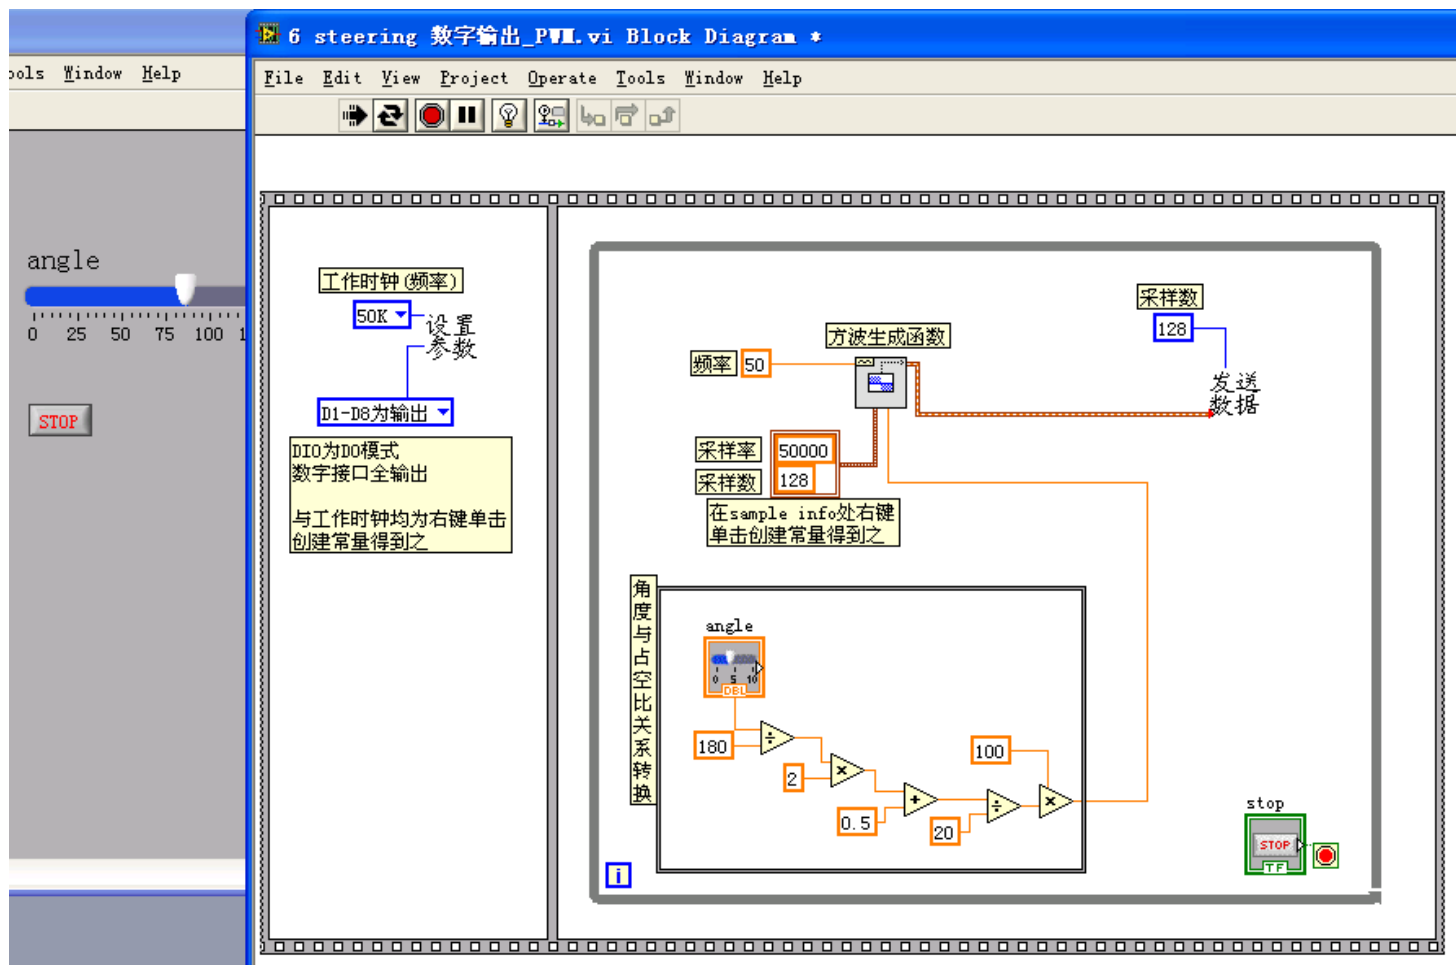 6 steering 数字输出_PWM.vi Block Diagram *
ools Window Help
File Edit View Project Operate Tools Window Help
angle
0 25 50 75 100 1
STOP
工作时钟(频率)
50K
设置
参数
D1-D8为输出
DIO为DO模式
数字接口全输出
与工作时钟均为右键单击
创建常量得到之
采样数
128
发送
数据
方波生成函数
频率 50
采样率 50000
采样数 128
在sample info处右键
单击创建常量得到之
角度与占空比关系转换
angle
0 5 10
DBL
180
2
0.5
20
100
i
stop
STOP
TF